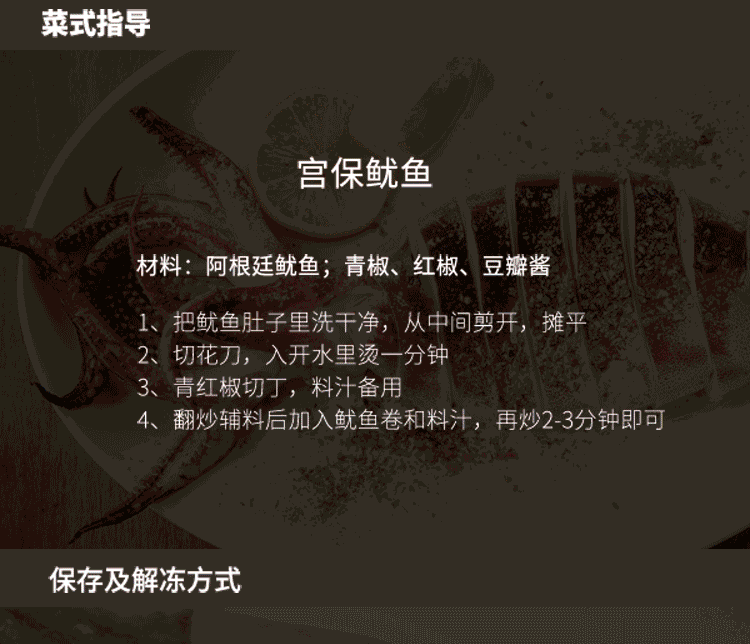 菜式指导
宫保鱿鱼
材料：阿根廷鱿鱼；青椒、红椒、豆瓣酱
1、把鱿鱼肚子里洗干净，从中间剪开，摊平
2、切花刀，入开水里烫一分钟
3、青红椒切丁，料汁备用
4、翻炒辅料后加入鱿鱼卷和料汁，再炒2-3分钟即可
保存及解冻方式